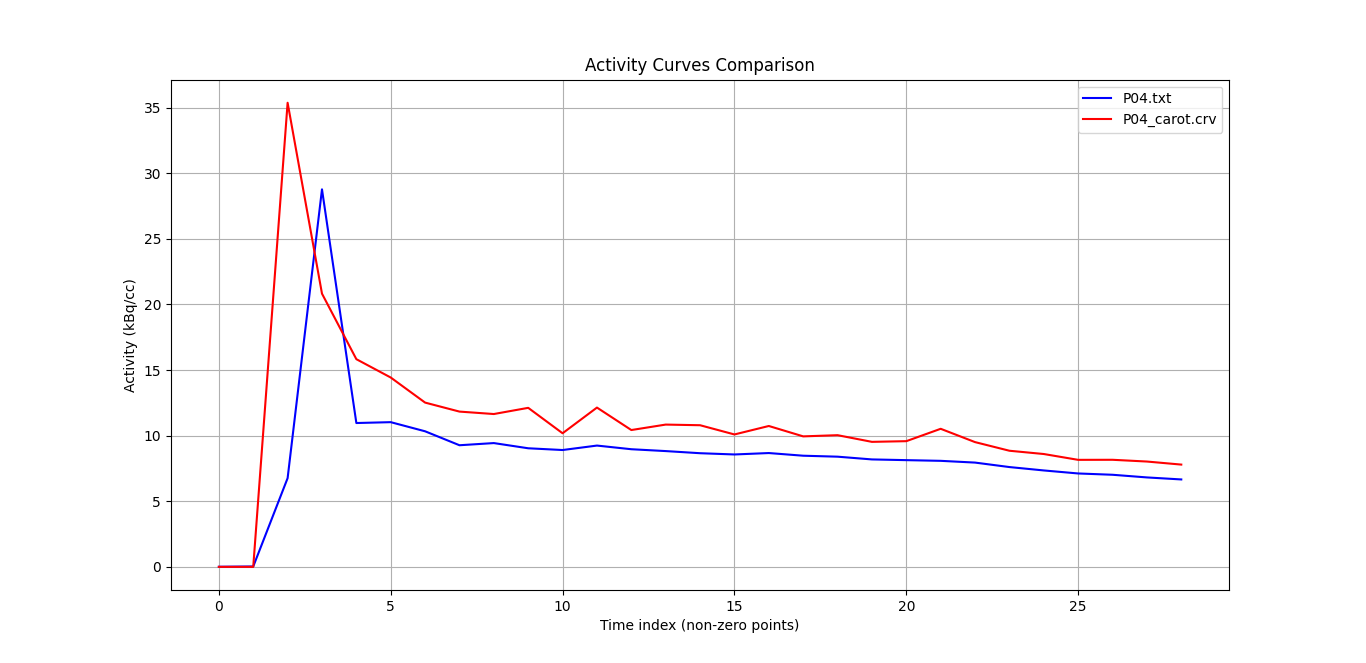 Activity Curves Comparison
P04.txt
P04_carot.crv
35
30
25
20
15
10
5
0
Activity (kBq/cc)
0 5 10 15 20 25
Time index (non-zero points)